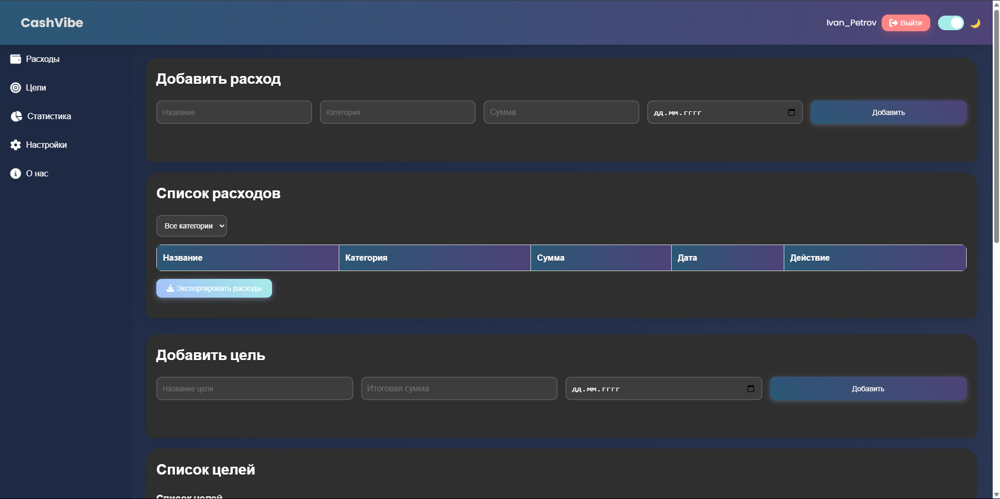 CashVibe
Ivan_Petrov
Выйти
Расходы
Цели
Статистика
Настройки
О нас
Добавить расход
Название
Категория
Сумма
дд.мм.гггг
Добавить
Список расходов
Все категории
Название
Категория
Сумма
Дата
Действие
Экспортировать расходы
Добавить цель
Название цели
Итоговая сумма
дд.мм.гггг
Добавить
Список целей
Список целей